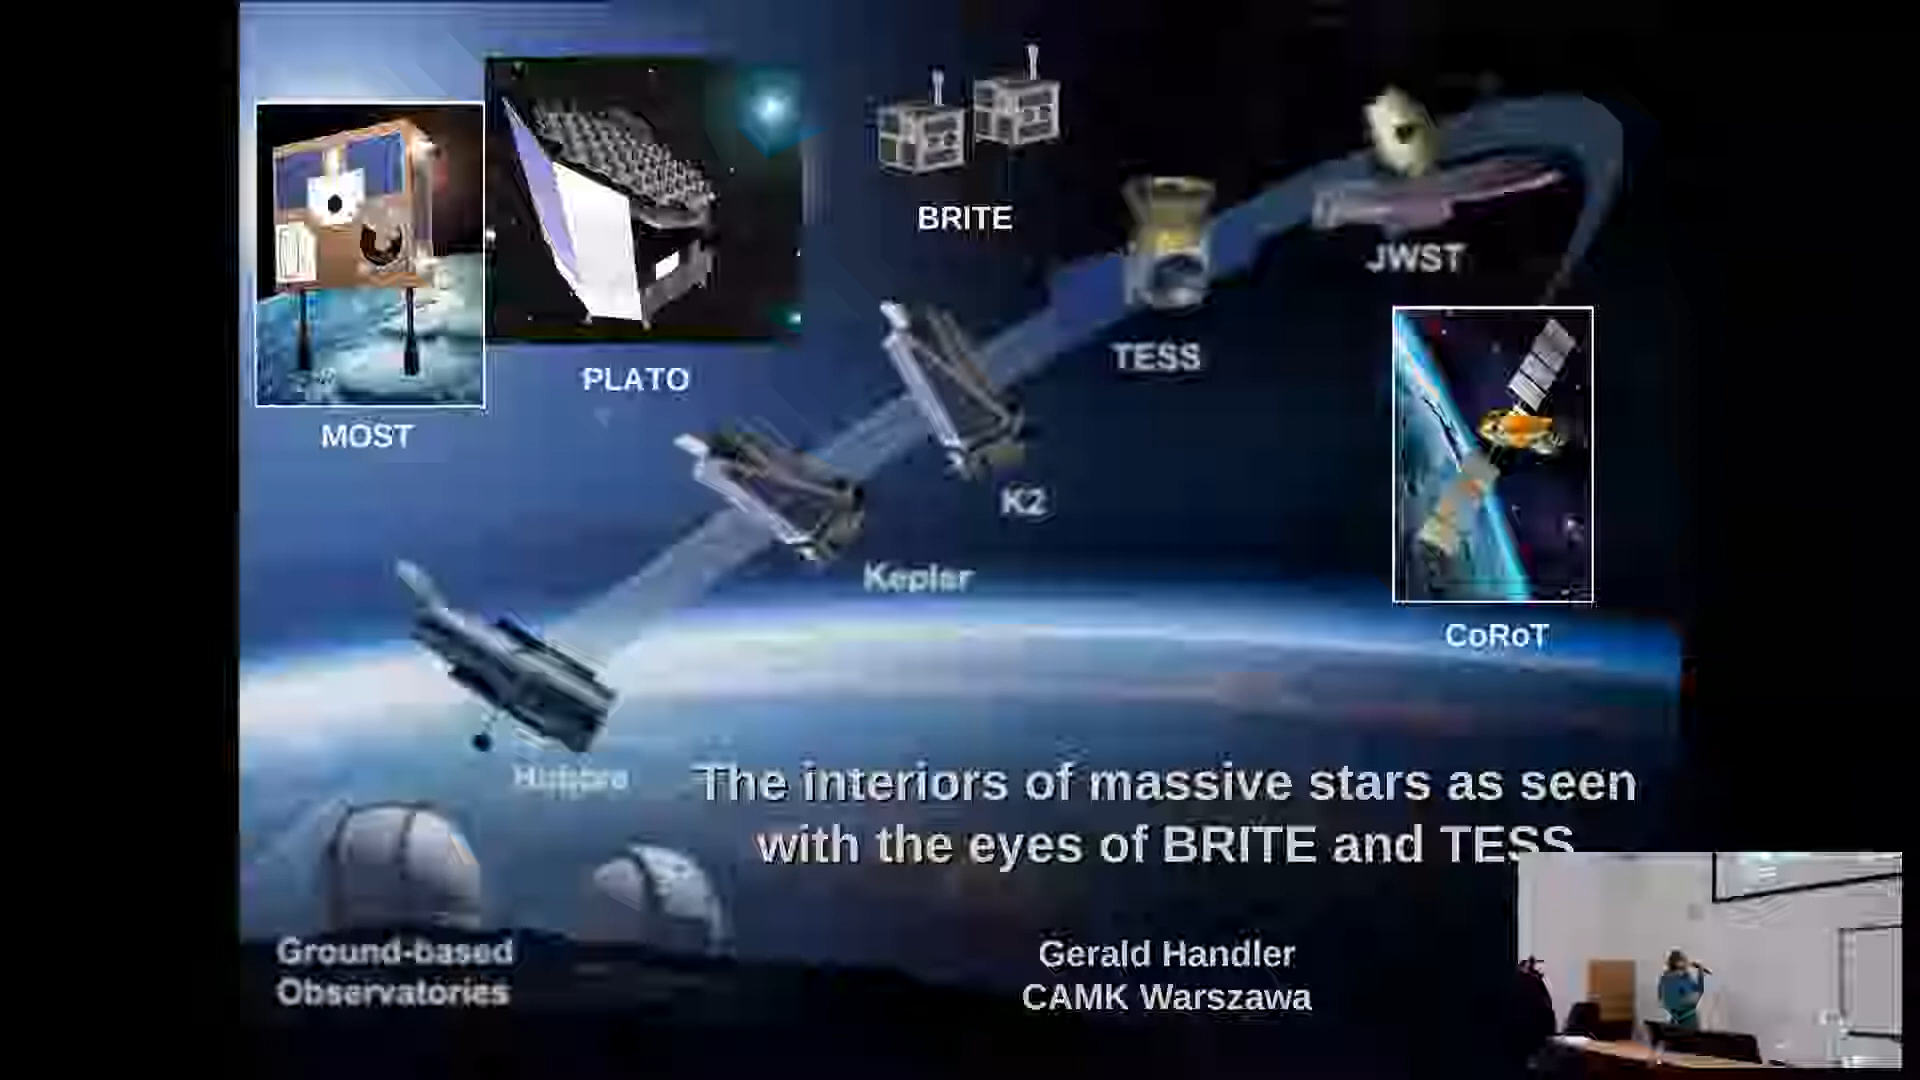 BRITE
JWST
TESS
PLATO
MOST
K2
Kepler
CoRoT
Hubble
The interiors of massive stars as seen
with the eyes of BRITE and TESS
Ground-based
Observatories
Gerald Handler
CAMK Warszawa